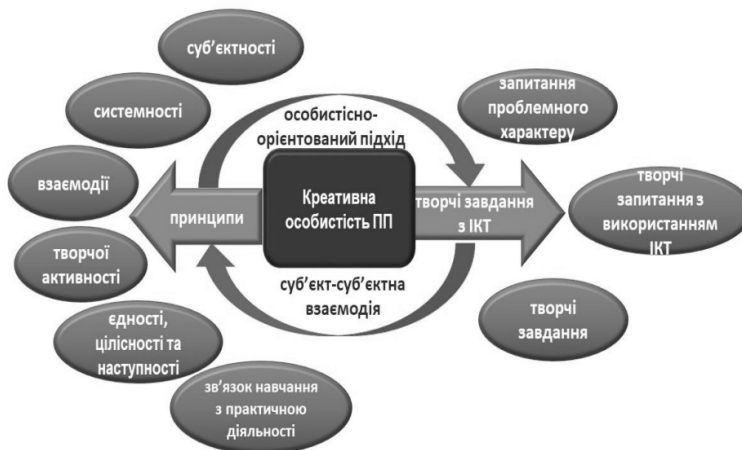 суб’єктності
системності
взаємодії
творчої
активності
єдності,
цілісності та
наступності
зв’язок навчання
з практичною
діяльності
принципи
особистісно-
орієнтований підхід
Креативна
особистість ПП
суб’єкт-суб’єктна
взаємодія
творчі завдання
з ІКТ
запитання
проблемного
характеру
творчі
запитання з
використанням
ІКТ
творчі
завдання